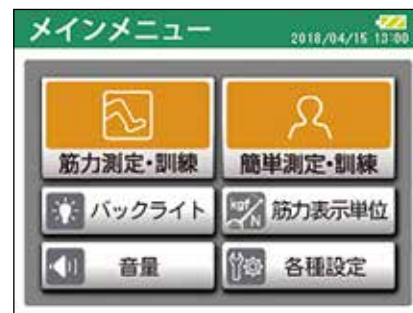 メインメニュー
2018/04/15 13:00
筋力測定・訓練
簡単測定・訓練
バックライト
kgf/N
筋力表示単位
音量
各種設定